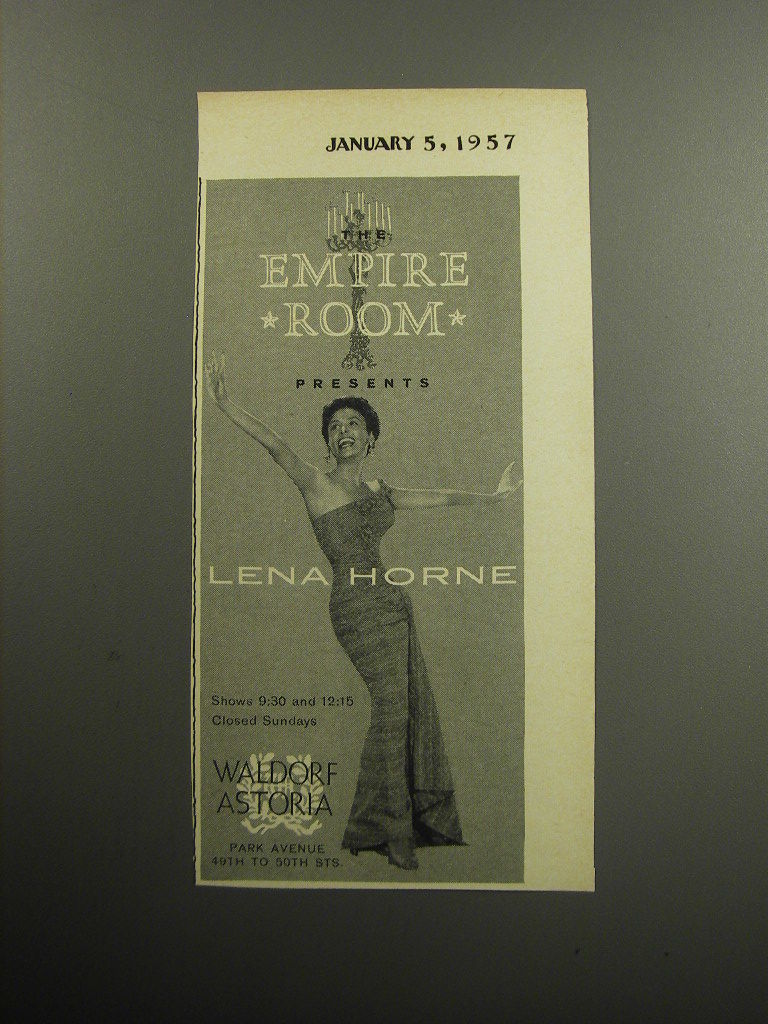 JANUARY 5, 1957
THE
EMPIRE
*ROOM*
PRESENTS
LENA HORNE
Shows 9:30 and 12:15
Closed Sundays
WALDORF
ASTORIA
PARK AVENUE
49TH TO 50TH STS.